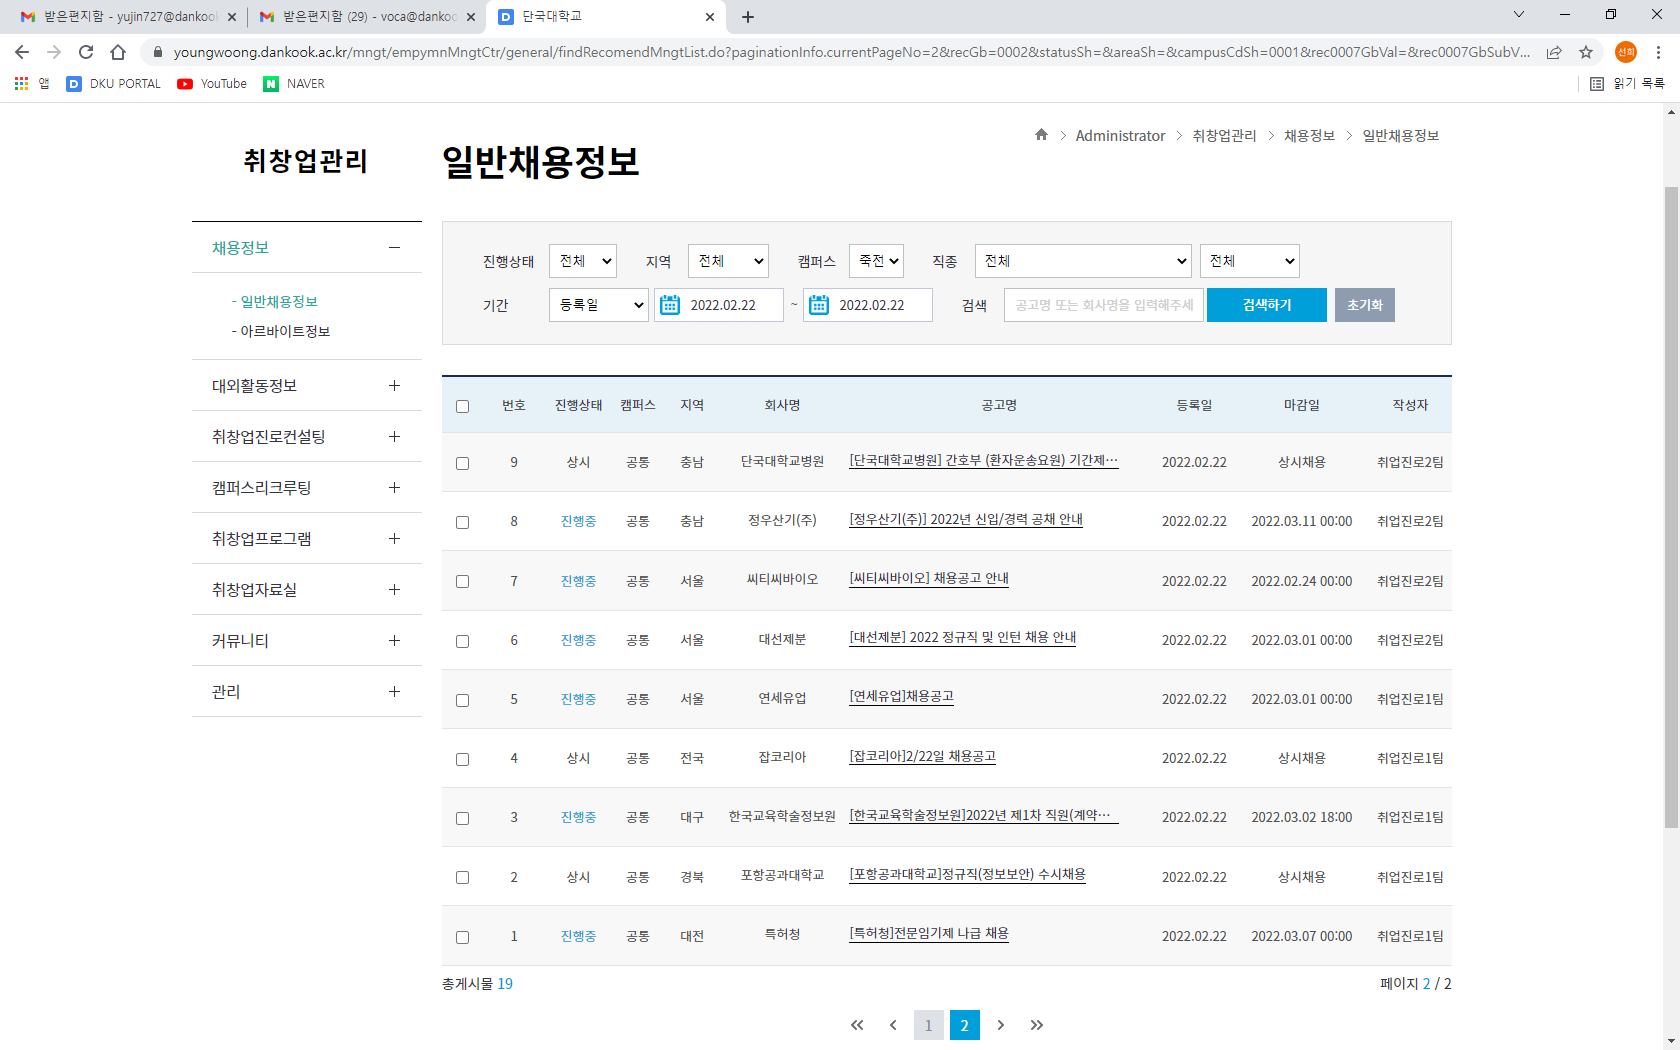 받은편지함 - yujin727@dankook
받은편지함 (29) - voca@dankoo
단국대학교
youngwoong.dankook.ac.kr/mngt/empymnMngtCtr/general/findRecomendMngtList.do?paginationInfo.currentPageNo=2&recGb=0002&statusSh=&areaSh=&campusCdSh=0001&rec0007GbVal=&rec0007GbSubV...
선희
앱 DKU PORTAL YouTube NAVER 읽기 목록
Administrator 취창업관리 채용정보 일반채용정보
취창업관리
일반채용정보
채용정보
- 일반채용정보
- 아르바이트정보
대외활동정보
취창업진로컨설팅
캠퍼스리크루팅
취창업프로그램
취창업자료실
커뮤니티
관리
진행상태 전체 지역 전체 캠퍼스 죽전 직종 전체 전체
기간 등록일 2022.02.22 ~ 2022.02.22 검색 공고명 또는 회사명을 입력해주세 검색하기 초기화
번호 진행상태 캠퍼스 지역 회사명 공고명 등록일 마감일 작성자
9 상시 공통 충남 단국대학교병원 [단국대학교병원] 간호부 (환자운송요원) 기간제… 2022.02.22 상시채용 취업진로2팀
8 진행중 공통 충남 정우산기(주) [정우산기(주)] 2022년 신입/경력 공채 안내 2022.02.22 2022.03.11 00:00 취업진로2팀
7 진행중 공통 서울 씨티씨바이오 [씨티씨바이오] 채용공고 안내 2022.02.22 2022.02.24 00:00 취업진로2팀
6 진행중 공통 서울 대선제분 [대선제분] 2022 정규직 및 인턴 채용 안내 2022.02.22 2022.03.01 00:00 취업진로2팀
5 진행중 공통 서울 연세유업 [연세유업]채용공고 2022.02.22 2022.03.01 00:00 취업진로1팀
4 상시 공통 전국 잡코리아 [잡코리아]2/22일 채용공고 2022.02.22 상시채용 취업진로1팀
3 진행중 공통 대구 한국교육학술정보원 [한국교육학술정보원]2022년 제1차 직원(계약… 2022.02.22 2022.03.02 18:00 취업진로1팀
2 상시 공통 경북 포항공과대학교 [포항공과대학교]정규직(정보보안) 수시채용 2022.02.22 상시채용 취업진로1팀
1 진행중 공통 대전 특허청 [특허청]전문임기제 나급 채용 2022.02.22 2022.03.07 00:00 취업진로1팀
총게시물 19 페이지 2 / 2
1 2